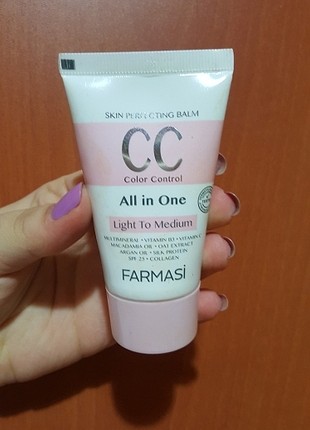 SKIN PERFECTING BALM
CC
Color Control
All in One
Light To Medium
MULTIMINERAL • VITAMIN B3 • VITAMIN E
MACADAMIA OIL • OAT EXTRACT
ARGAN OIL • SILK PROTEIN
SPF 25 • COLLAGEN
FARMASİ